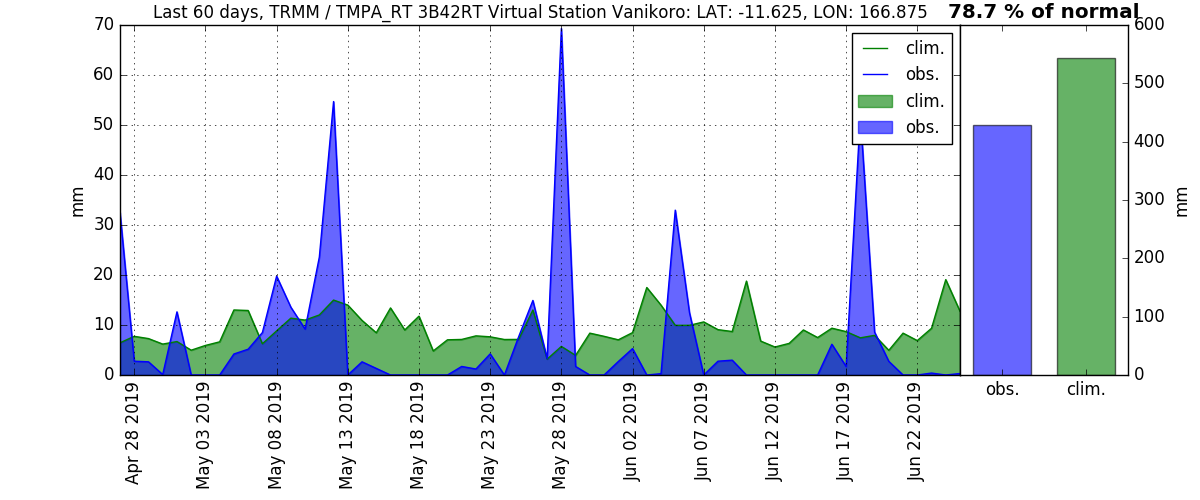 Last 60 days, TRMM / TMPA_RT 3B42RT Virtual Station Vanikoro: LAT: -11.625, LON: 166.875
78.7 % of normal
70
60
50
40
30
20
10
0
mm
clim.
obs.
clim.
obs.
600
500
400
300
200
100
0
mm
Apr 28 2019
May 03 2019
May 08 2019
May 13 2019
May 18 2019
May 23 2019
May 28 2019
Jun 02 2019
Jun 07 2019
Jun 12 2019
Jun 17 2019
Jun 22 2019
obs.
clim.